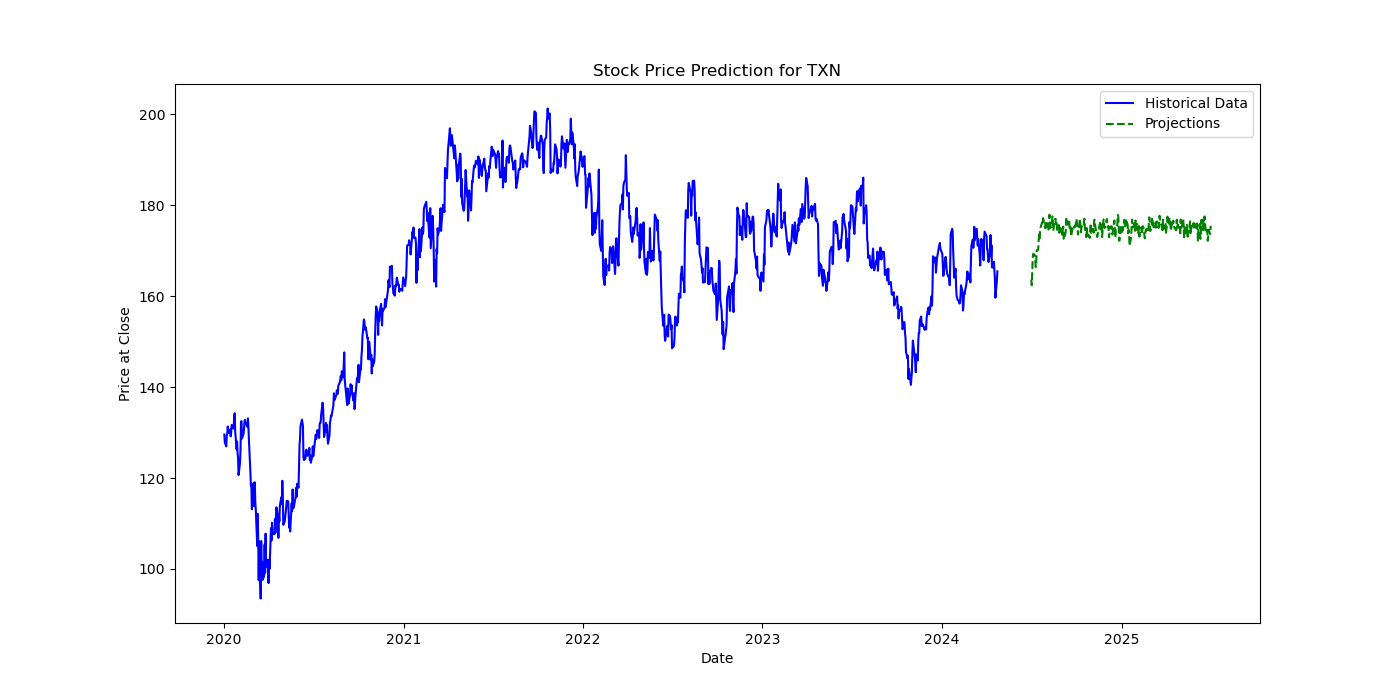 Stock Price Prediction for TXN
Historical Data
Projections
Price at Close
200
180
160
140
120
100
2020 2021 2022 2023 2024 2025
Date